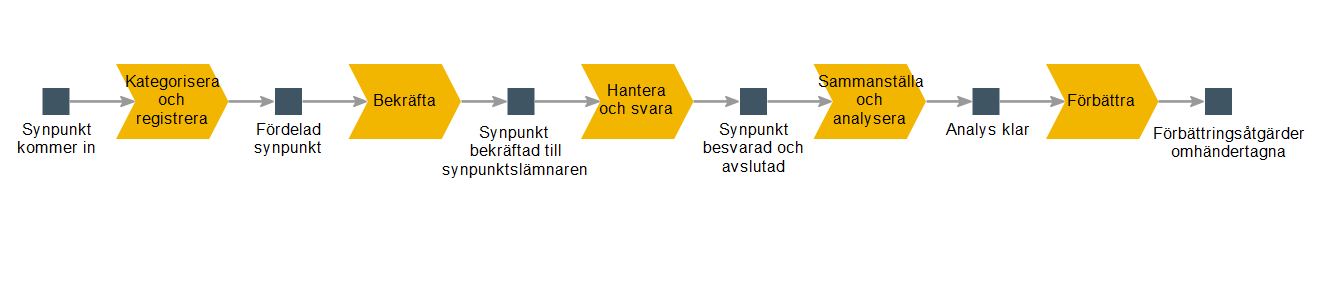 Synpunkt
kommer in
Kategorisera
och
registrera
Fördelad
synpunkt
Bekräfta
Synpunkt
bekräftad till
synpunktslämnaren
Hantera
och svara
Synpunkt
besvarad och
avslutad
Sammanställa
och
analysera
Analys klar
Förbättra
Förbättringsåtgärder
omhändertagna